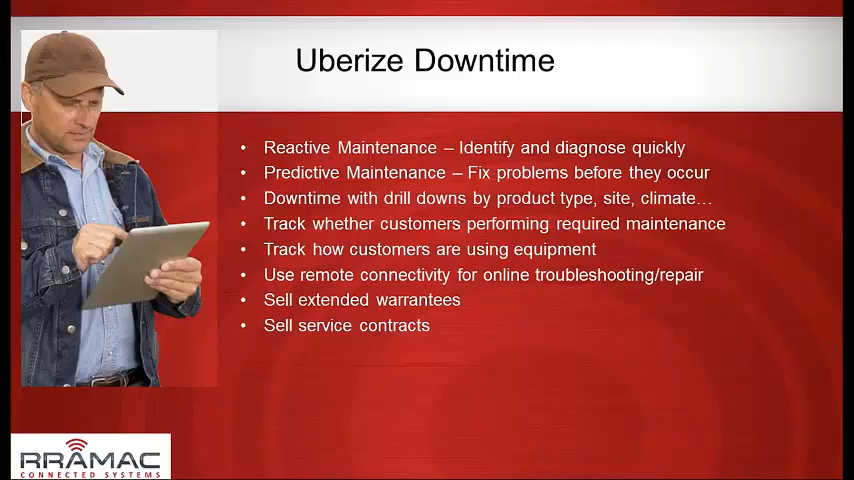 Uberize Downtime
• Reactive Maintenance – Identify and diagnose quickly
• Predictive Maintenance – Fix problems before they occur
• Downtime with drill downs by product type, site, climate…
• Track whether customers performing required maintenance
• Track how customers are using equipment
• Use remote connectivity for online troubleshooting/repair
• Sell extended warrantees
• Sell service contracts
RRAMAC
CONNECTED SYSTEMS